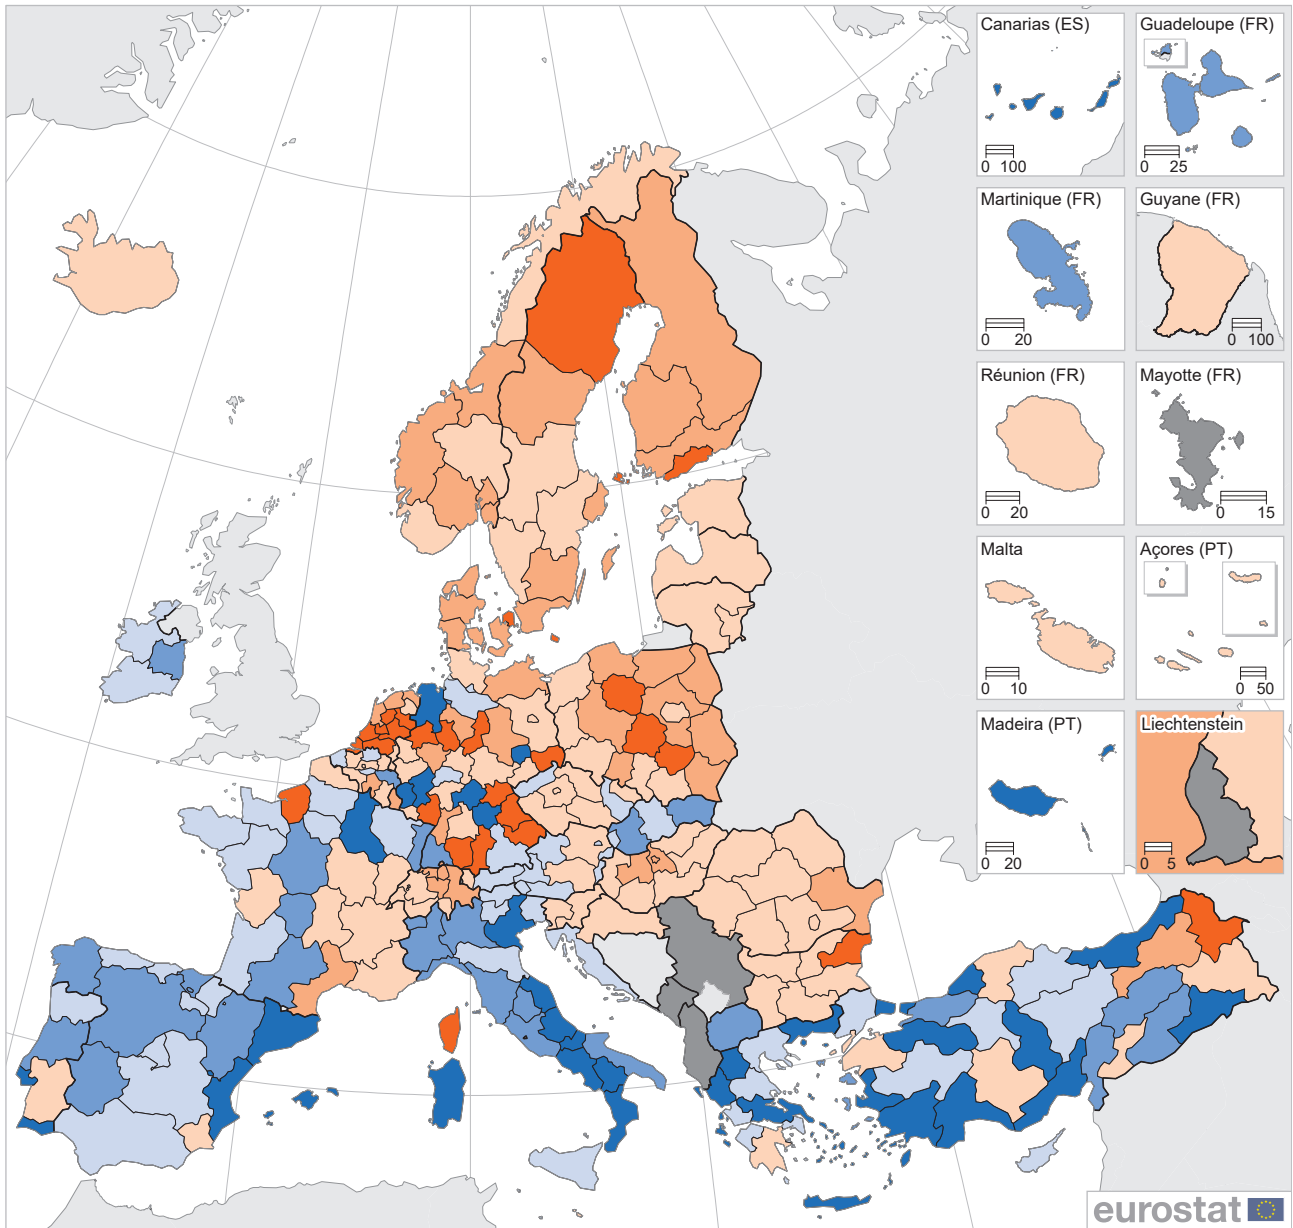 Canarias (ES)
0 100
Guadeloupe (FR)
0 25
Martinique (FR)
0 20
Guyane (FR)
0 100
Réunion (FR)
0 20
Mayotte (FR)
0 15
Malta
0 10
Açores (PT)
0 50
Madeira (PT)
0 20
Liechtenstein
0 5
eurostat